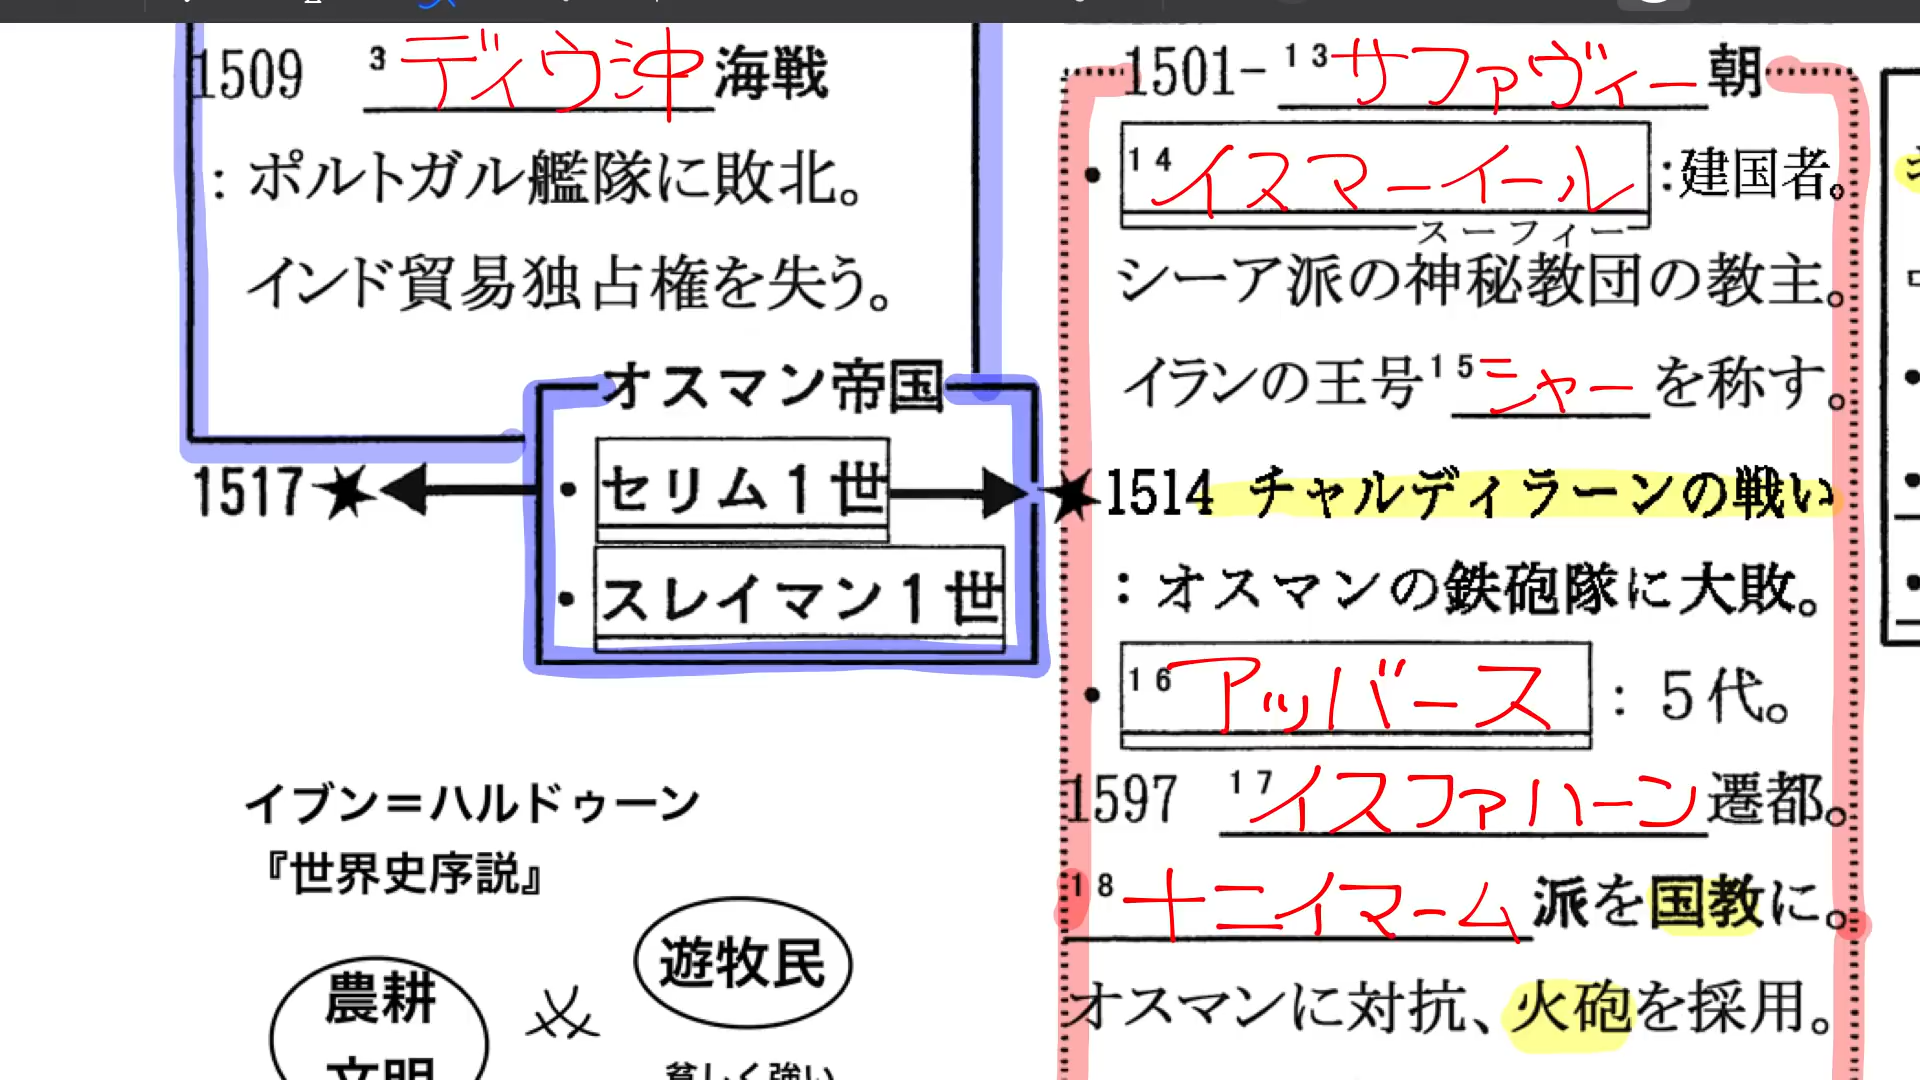 1509 3 ディウ沖海戦
：ポルトガル艦隊に敗北。
インド貿易独占権を失う。
オスマン帝国
1517
・セリム1世
・スレイマン1世
イブン＝ハルドゥーン
『世界史序説』
農耕
文明
遊牧民
貧しく強い
1501- 13 サファヴィー朝
・14 イスマーイール：建国者。
スーフィー
シーア派の神秘教団の教主。
イランの王号 15 シャーを称す。
1514 チャルディラーンの戦い
：オスマンの鉄砲隊に大敗。
・16 アッバース：5代。
1597 17 イスファハーン遷都。
18 十二イマーム派を国教に。
オスマンに対抗、火砲を採用。